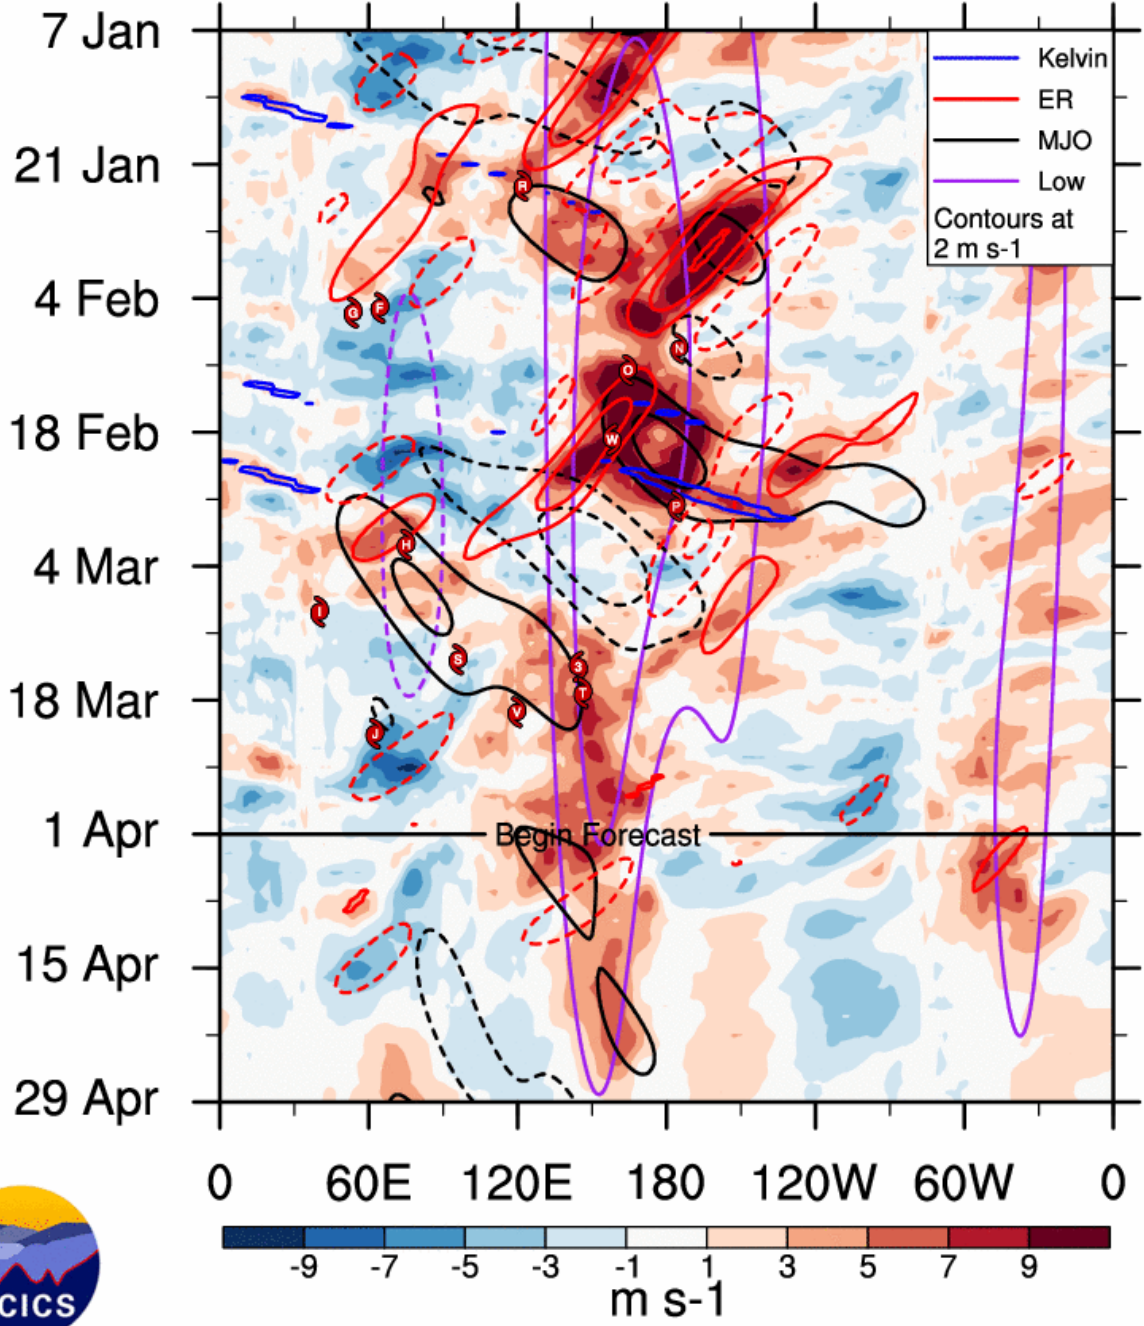 7 Jan
Kelvin
ER
MJO
21 Jan
Low
R
Contours at
2 m s-1
4 Feb
G F
N
O
18 Feb
W
P
H
4 Mar
I
S 3
18 Mar
T
V
J
1 Apr
Begin Forecast
15 Apr
29 Apr
0 60E 120E 180 120W 60W 0
-9 -7 -5 -3 -1 1 3 5 7 9
m s-1
CICS